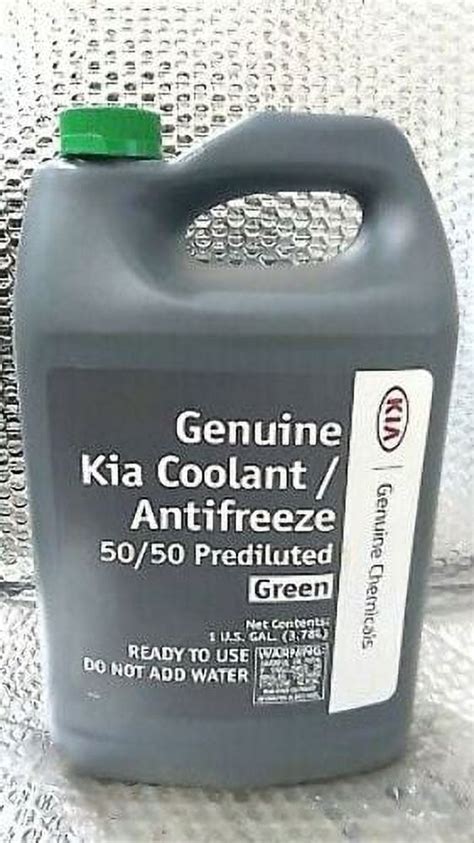 Genuine
Kia Coolant /
Antifreeze
50/50 Prediluted
Green
Net Contents:
1 U.S. GAL. (3.78ℓ)
READY TO USE
DO NOT ADD WATER
WARNING:
KIA
Genuine Chemicals